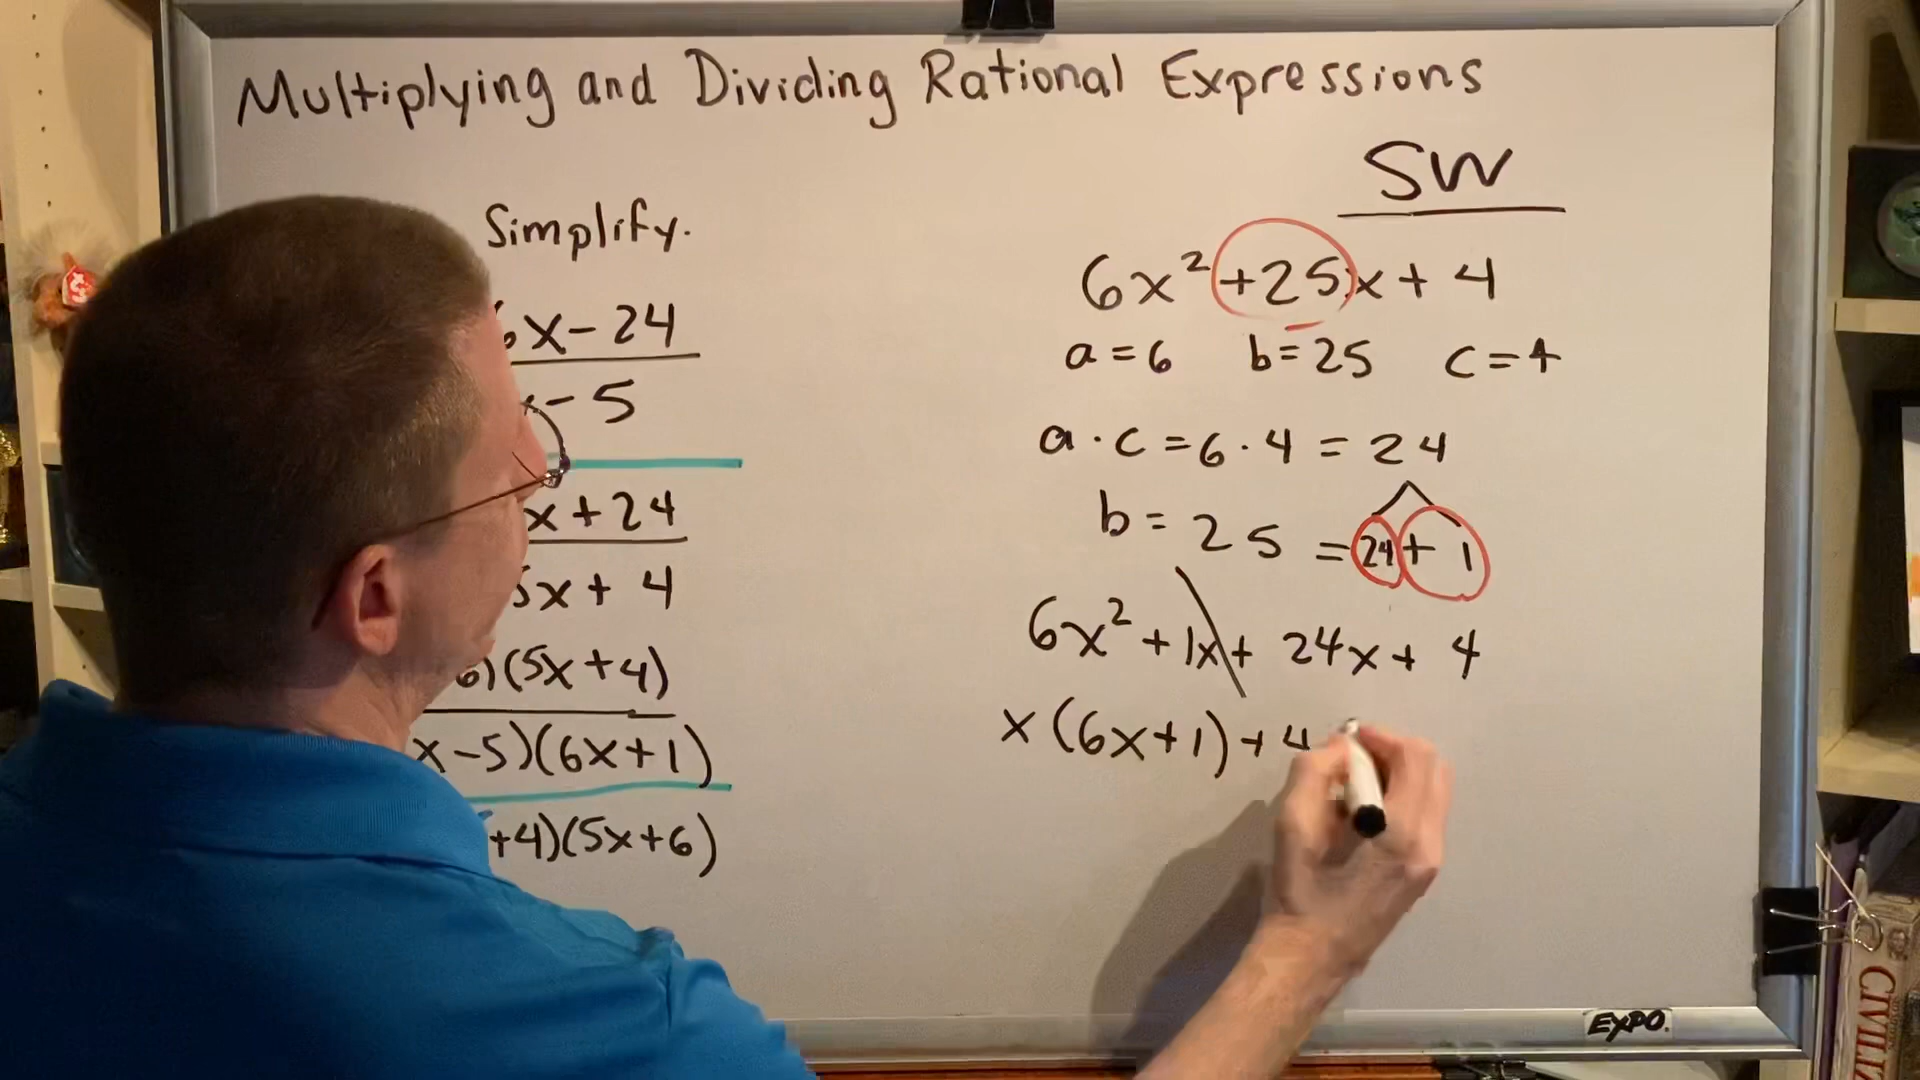 Multiplying and Dividing Rational Expressions
SW
Simplify.
6x² +25x + 4
6x - 24
a = 6 b = 25 c = 4
x - 5
a · c = 6 · 4 = 24
x + 24
b = 25 = 24 + 1
5x + 4
6x² + 1x + 24x + 4
6)(5x+4)
x (6x+1) + 4
x-5)(6x+1)
+4)(5x+6)
EXPO
CIVILIZ